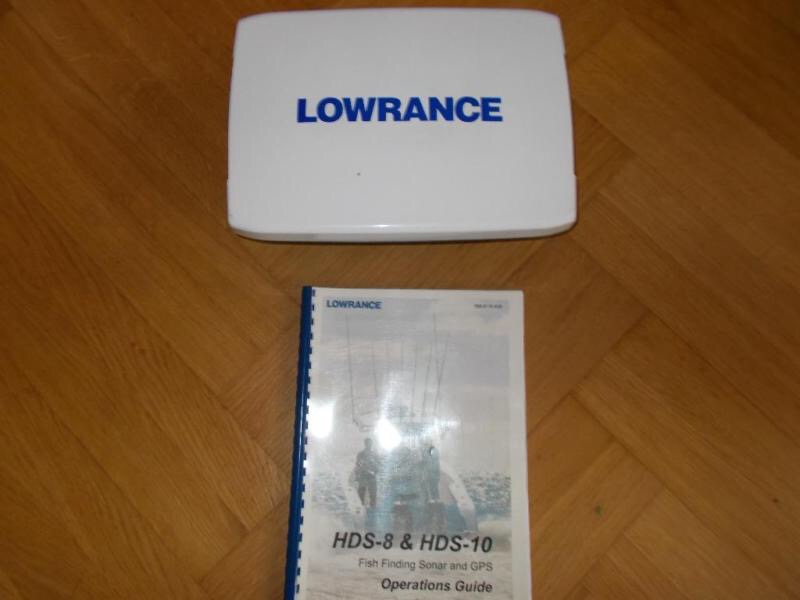 LOWRANCE
LOWRANCE
HDS-8 & HDS-10
Fish Finding Sonar and GPS
Operations Guide